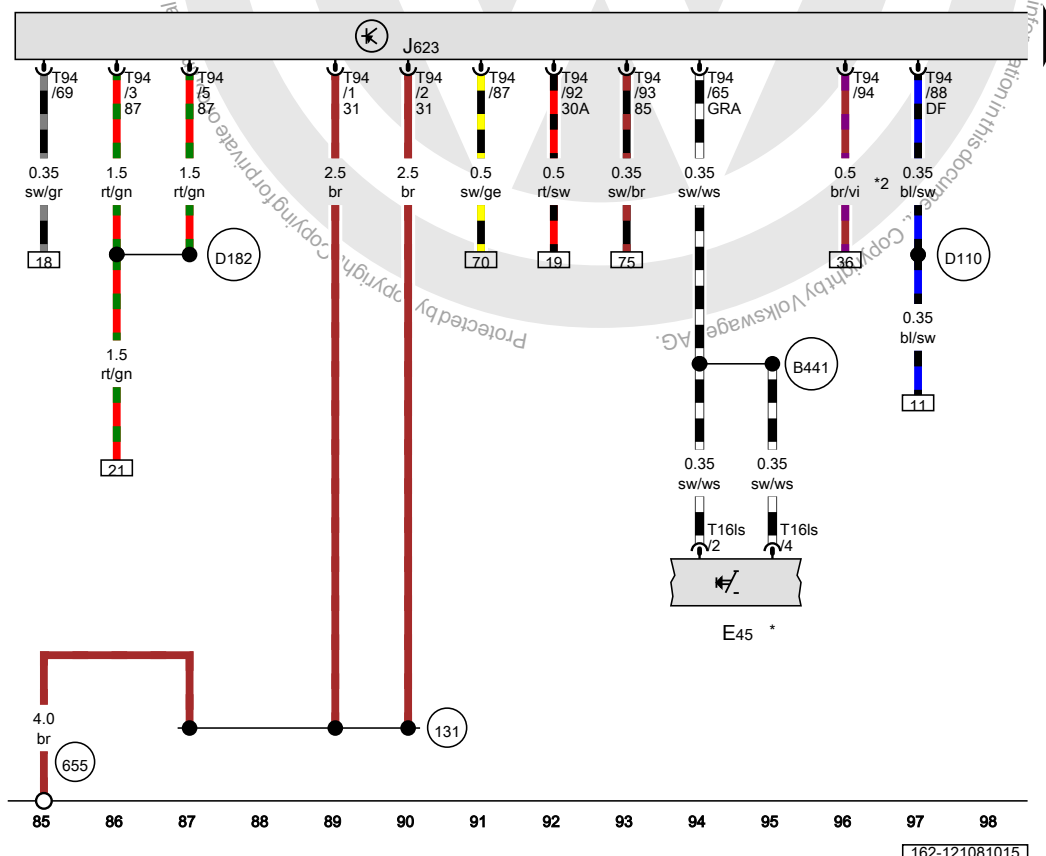 J623
T94
/69
T94
/3
87
T94
/5
87
T94
/1
31
T94
/2
31
T94
/87
T94
/92
30A
T94
/93
85
T94
/65
GRA
T94
/94
T94
/88
DF
0.35
sw/gr
1.5
rt/gn
1.5
rt/gn
2.5
br
2.5
br
0.5
sw/ge
0.5
rt/sw
0.35
sw/br
0.35
sw/ws
0.5
br/vi
*2
0.35
bl/sw
18
D182
70
19
75
36
D110
Protected by copyright. Copying for private or
Copyright by Volkswagen AG.
ation in this docume
0.35
bl/sw
1.5
rt/gn
B441
11
21
0.35
sw/ws
0.35
sw/ws
T16ls
/2
T16ls
/4
E45 *
4.0
br
131
655
85 86 87 88 89 90 91 92 93 94 95 96 97 98
162-121081015